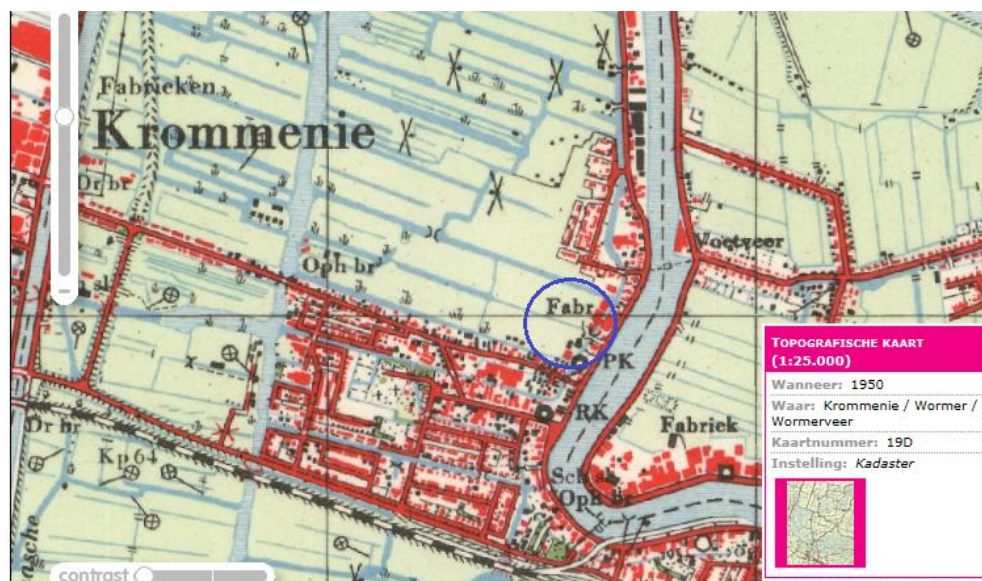 Fabrieken
Krommenie
Dr br
Oph br
Voetveer
Fabr
PK
RK
Fabriek
Dr br
Kp 64
Sch sl
Oph br
contrast
TOPOGRAFISCHE KAART
(1:25.000)
Wanneer: 1950
Waar: Krommenie / Wormer /
Wormerveer
Kaartnummer: 19D
Instelling: Kadaster